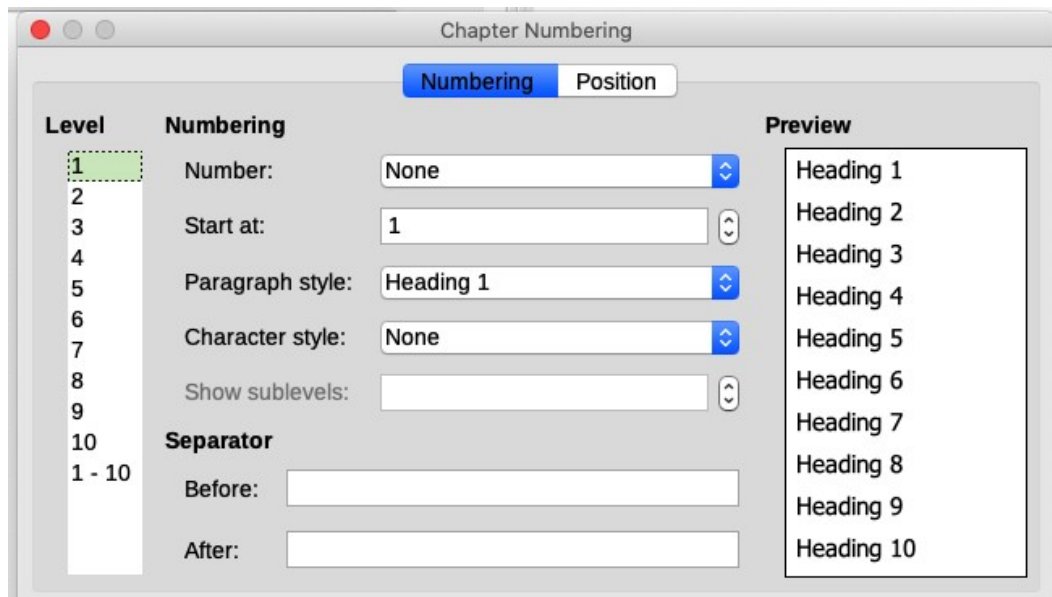 Chapter Numbering
Numbering Position
Level
1
2
3
4
5
6
7
8
9
10
1 - 10
Numbering
Number: None
Start at: 1
Paragraph style: Heading 1
Character style: None
Show sublevels:
Separator
Before:
After:
Preview
Heading 1
Heading 2
Heading 3
Heading 4
Heading 5
Heading 6
Heading 7
Heading 8
Heading 9
Heading 10